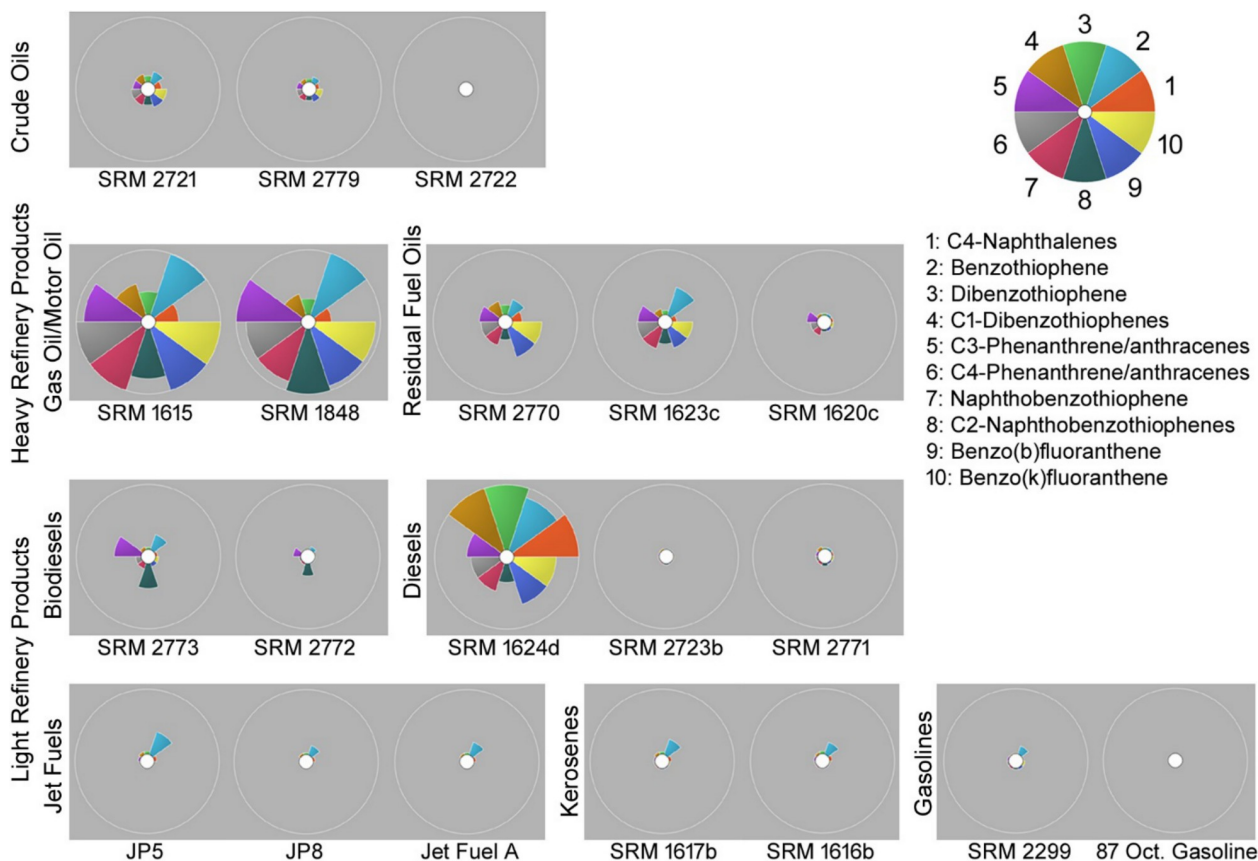 Crude Oils
SRM 2721
SRM 2779
SRM 2722
3
4
2
5
1
6
10
7
9
8
1: C4-Naphthalenes
2: Benzothiophene
3: Dibenzothiophene
4: C1-Dibenzothiophenes
5: C3-Phenanthrene/anthracenes
6: C4-Phenanthrene/anthracenes
7: Naphthobenzothiophene
8: C2-Naphthobenzothiophenes
9: Benzo(b)fluoranthene
10: Benzo(k)fluoranthene
Heavy Refinery Products
Gas Oil/Motor Oil
SRM 1615
SRM 1848
Residual Fuel Oils
SRM 2770
SRM 1623c
SRM 1620c
Light Refinery Products
Biodiesels
SRM 2773
SRM 2772
Diesels
SRM 1624d
SRM 2723b
SRM 2771
Jet Fuels
JP5
JP8
Jet Fuel A
Kerosenes
SRM 1617b
SRM 1616b
Gasolines
SRM 2299
87 Oct. Gasoline